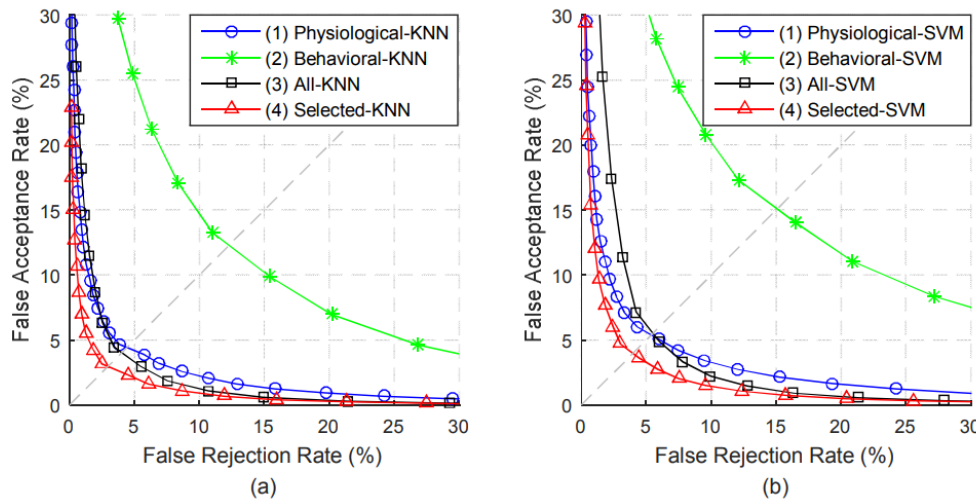 30
25
20
15
10
5
0
False Acceptance Rate (%)
(1) Physiological-KNN
(2) Behavioral-KNN
(3) All-KNN
(4) Selected-KNN
0 5 10 15 20 25 30
False Rejection Rate (%)
(a)
30
25
20
15
10
5
0
False Acceptance Rate (%)
(1) Physiological-SVM
(2) Behavioral-SVM
(3) All-SVM
(4) Selected-SVM
0 5 10 15 20 25 30
False Rejection Rate (%)
(b)